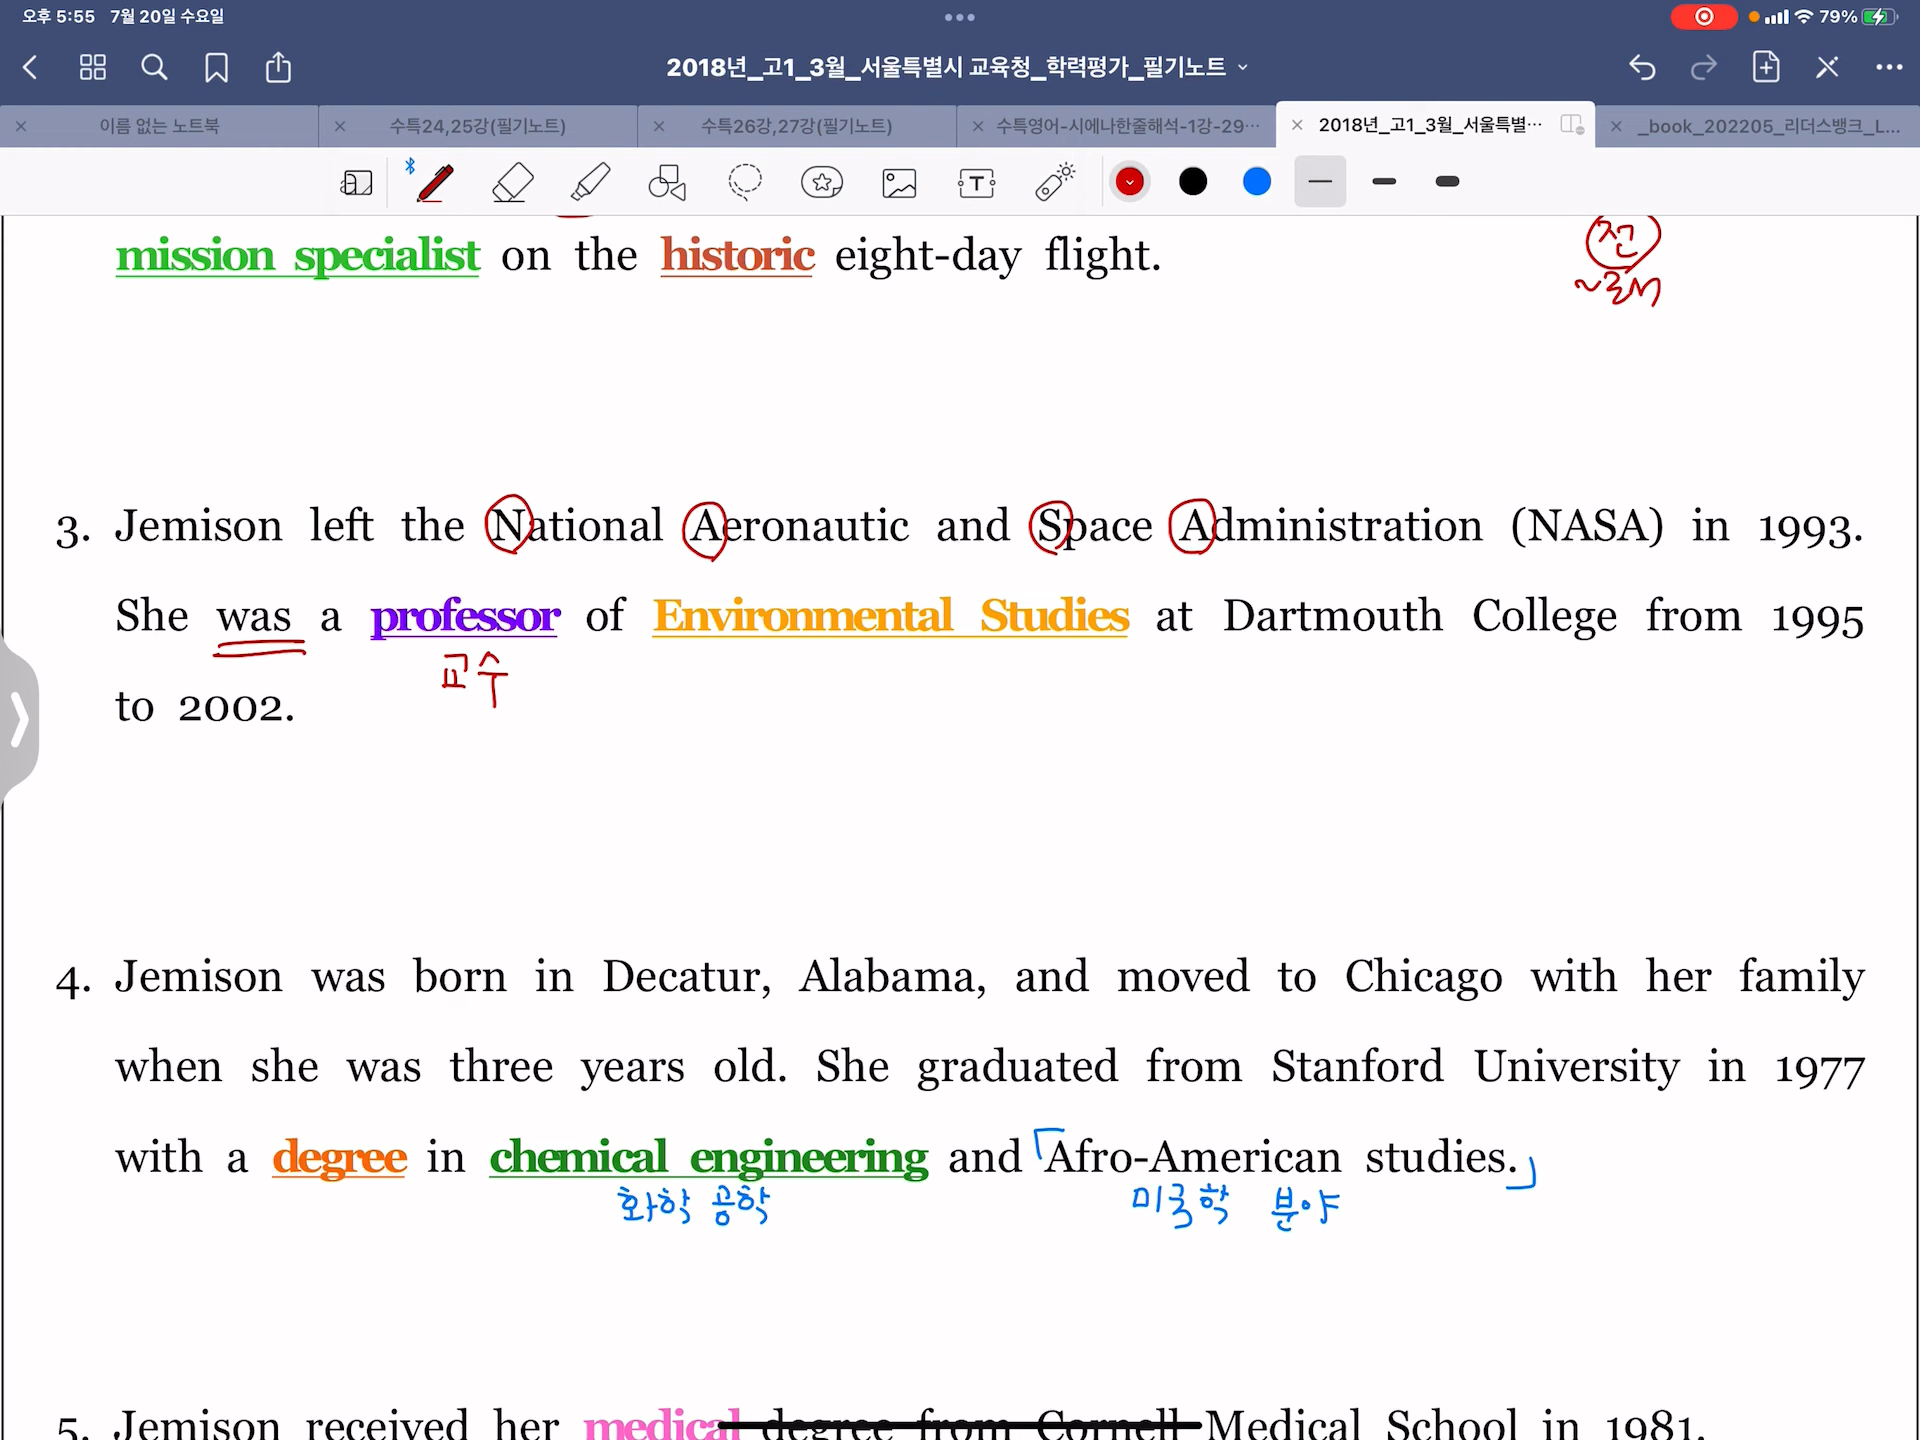 오후 5:55 7월 20일 수요일
79%
2018년_고1_3월_서울특별시 교육청_학력평가_필기노트
이름 없는 노트북
수특24,25강(필기노트)
수특26강,27강(필기노트)
수특영어-시에나한줄해석-1강-29…
2018년_고1_3월_서울특별…
_book_202205_리더스뱅크_L...
mission specialist on the historic eight-day flight.
3. Jemison left the National Aeronautic and Space Administration (NASA) in 1993.
She was a professor of Environmental Studies at Dartmouth College from 1995
교수
to 2002.
4. Jemison was born in Decatur, Alabama, and moved to Chicago with her family
when she was three years old. She graduated from Stanford University in 1977
with a degree in chemical engineering and 「Afro-American studies.」
화학 공학 미국학 분야
5. Jemison received her medical degree from Cornell Medical School in 1981.